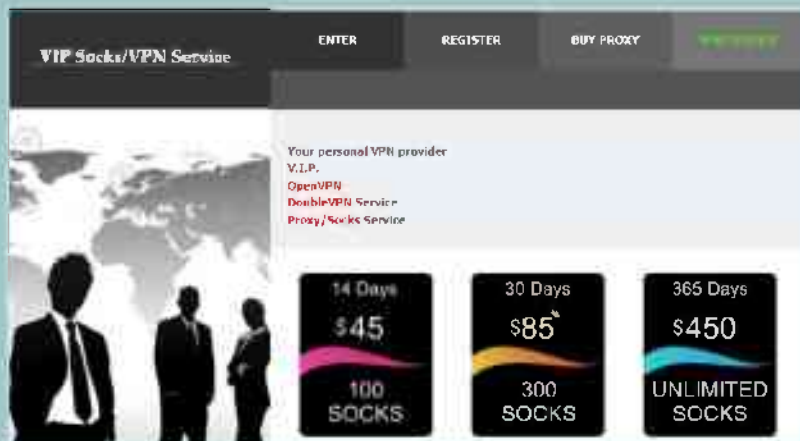 VIP Socks/VPN Service
ENTER
REGISTER
BUY PROXY
Your personal VPN provider
V.I.P.
OpenVPN
DoubleVPN Service
Proxy/Socks Service
14 Days
$45
100
SOCKS
30 Days
$85*
300
SOCKS
365 Days
$450
UNLIMITED
SOCKS